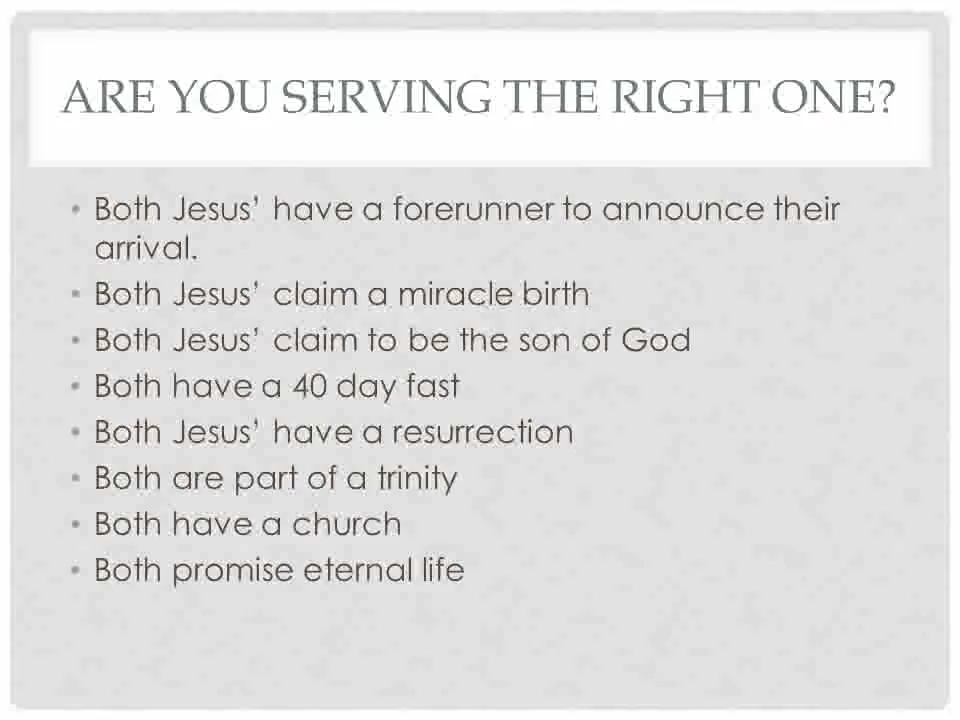 ARE YOU SERVING THE RIGHT ONE?
• Both Jesus’ have a forerunner to announce their
arrival.
• Both Jesus’ claim a miracle birth
• Both Jesus’ claim to be the son of God
• Both have a 40 day fast
• Both Jesus’ have a resurrection
• Both are part of a trinity
• Both have a church
• Both promise eternal life